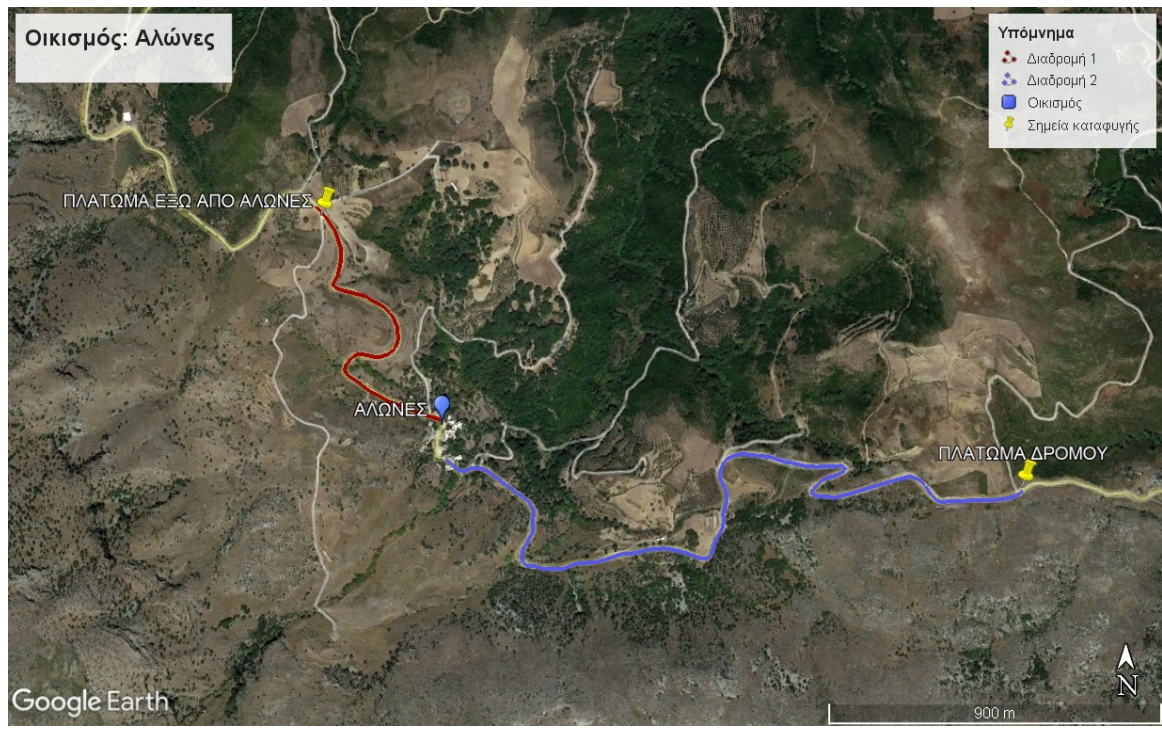 Οικισμός: Αλώνες
Υπόμνημα
Διαδρομή 1
Διαδρομή 2
Οικισμός
Σημεία καταφυγής
ΠΛΑΤΩΜΑ ΕΞΩ ΑΠΟ ΑΛΩΝΕΣ
ΑΛΩΝΕΣ
ΠΛΑΤΩΜΑ ΔΡΟΜΟΥ
N
Google Earth
900 m